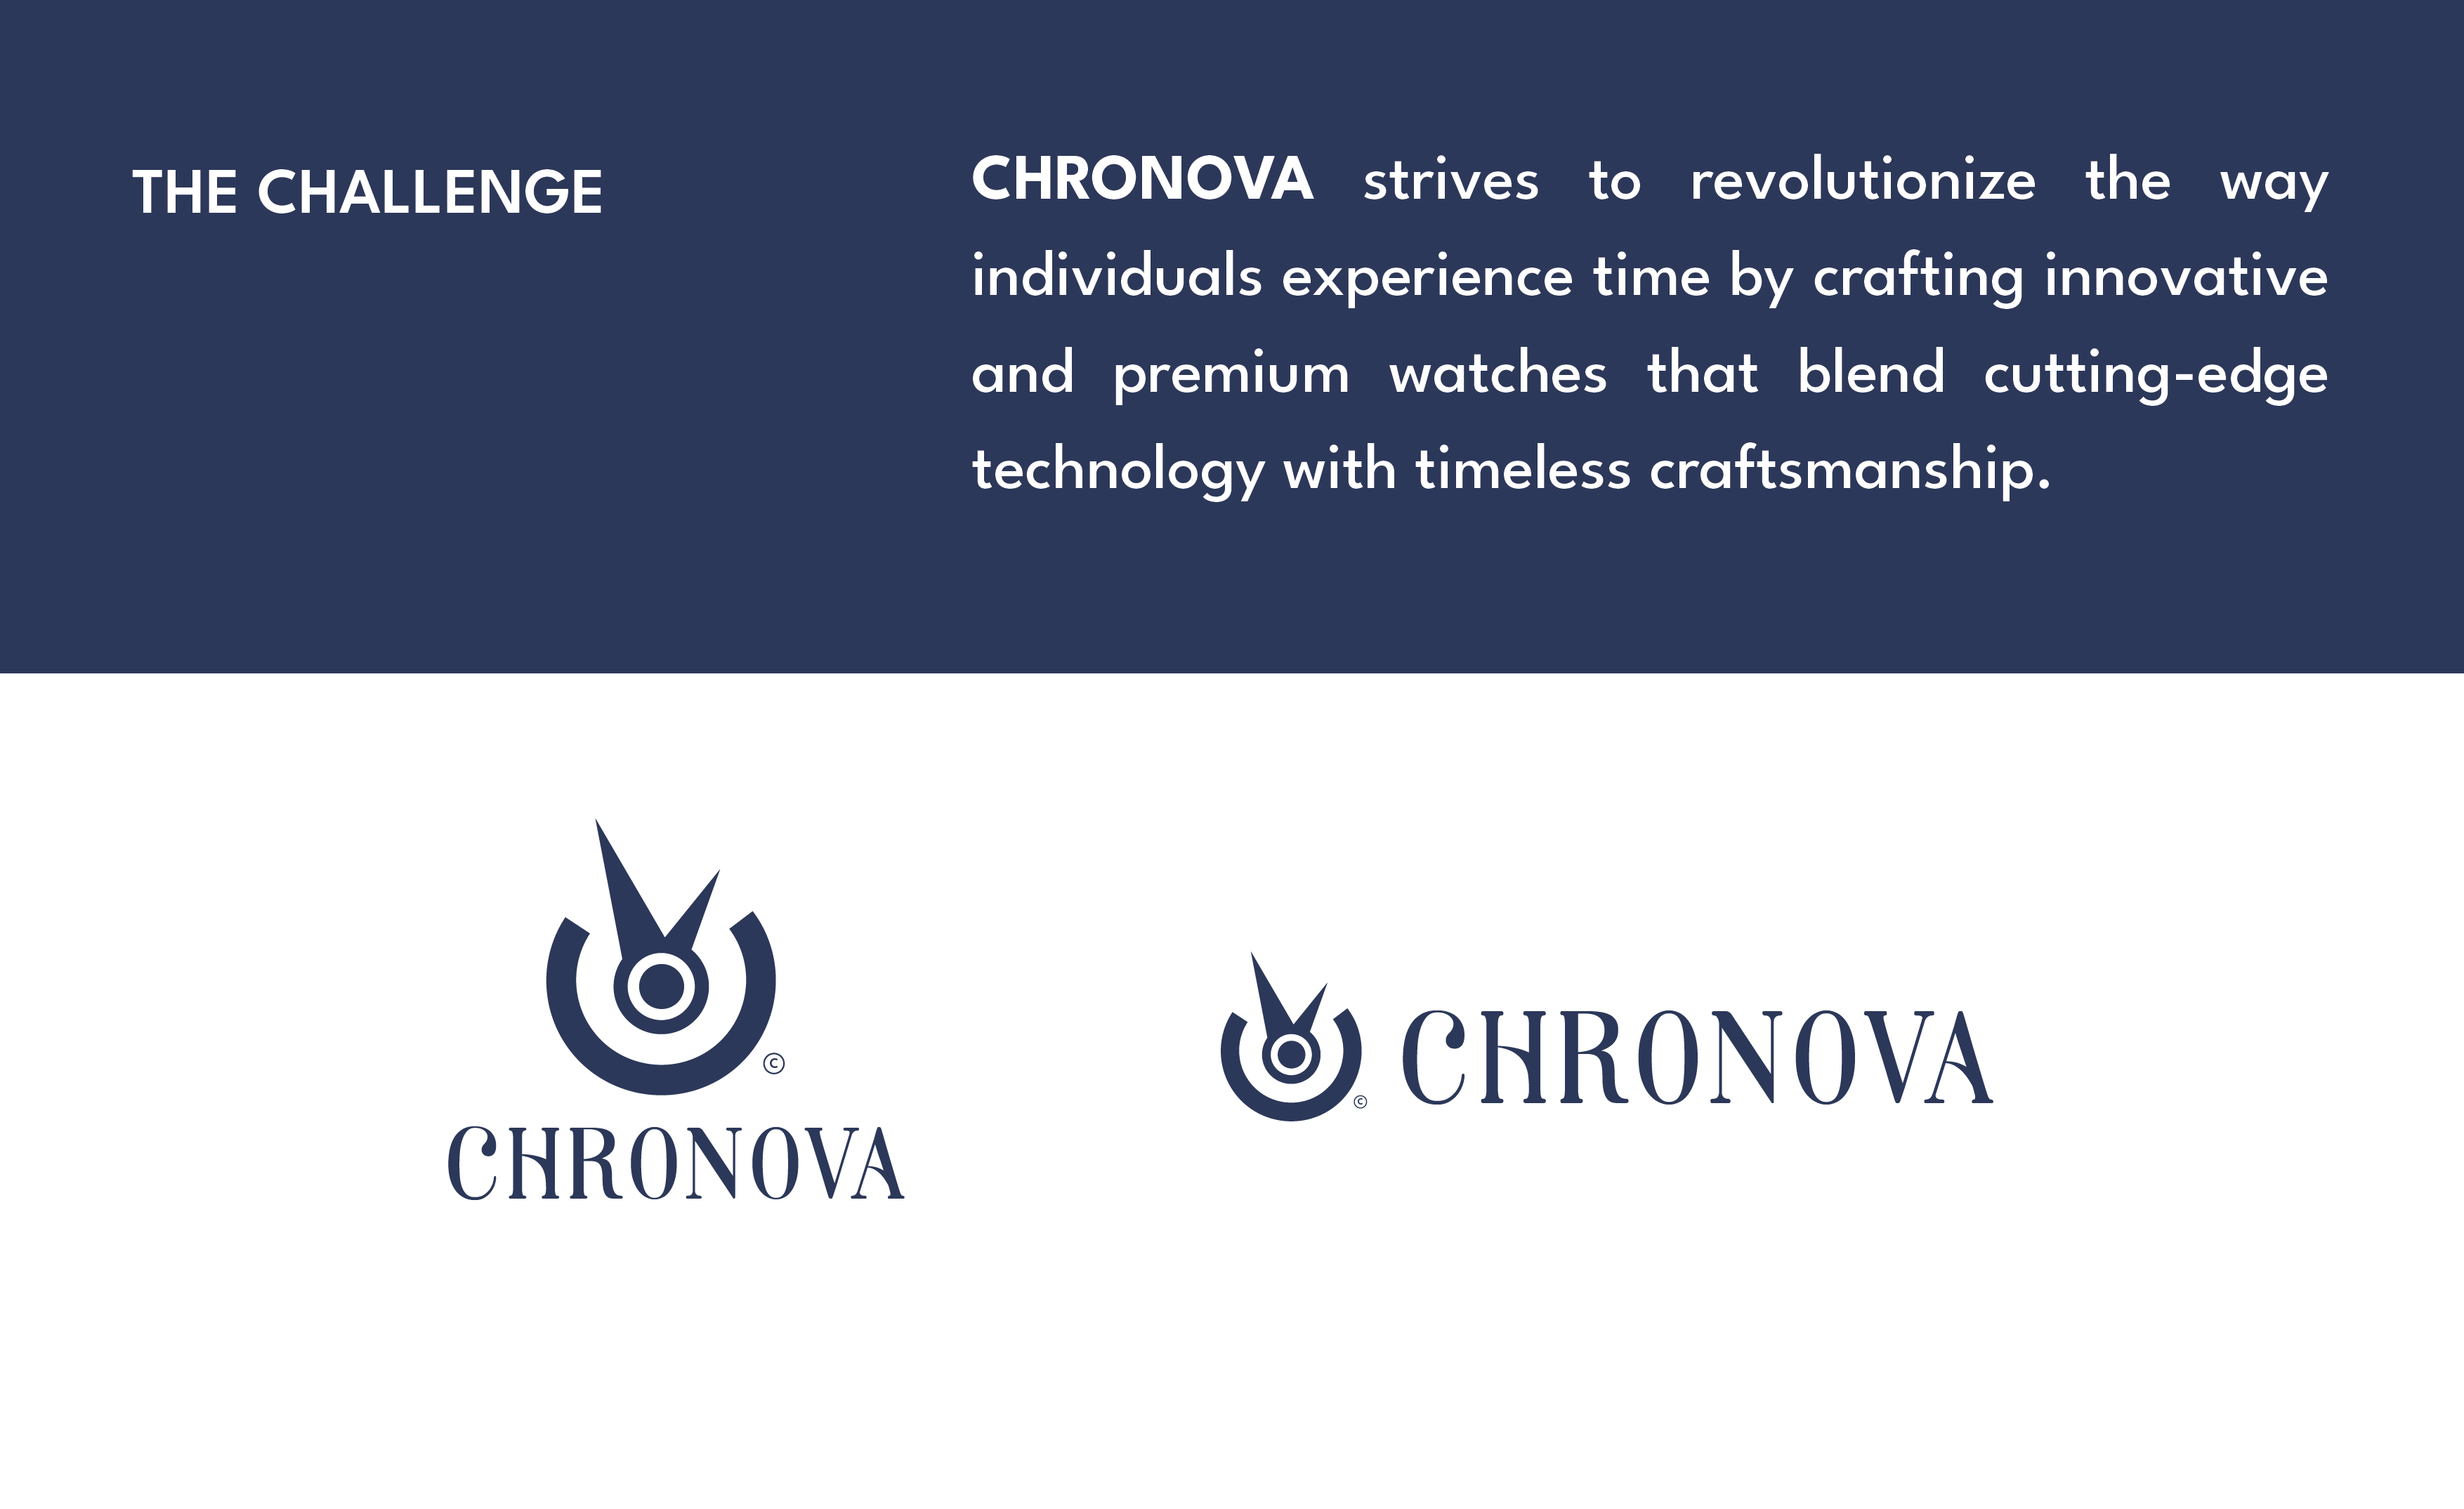 THE CHALLENGE
CHRONOVA strives to revolutionize the way
individuals experience time by crafting innovative
and premium watches that blend cutting-edge
technology with timeless craftsmanship.
©
CHRONOVA
©
CHRONOVA